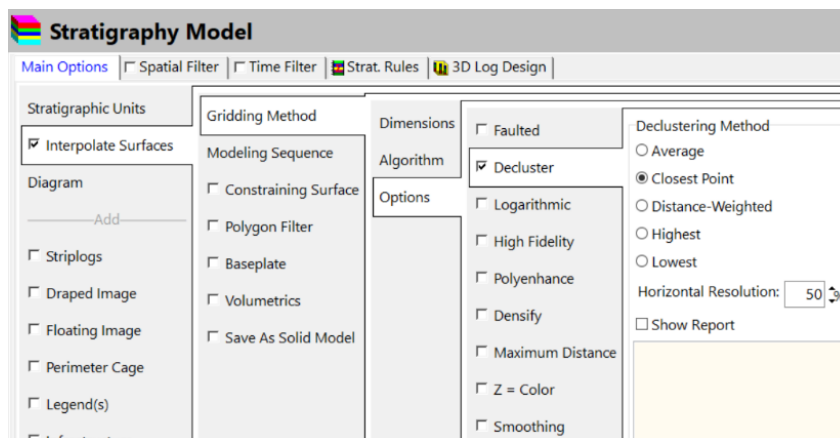 Stratigraphy Model
Main Options
Spatial Filter
Time Filter
Strat. Rules
3D Log Design
Stratigraphic Units
Interpolate Surfaces
Diagram
Add
Striplogs
Draped Image
Floating Image
Perimeter Cage
Legend(s)
Gridding Method
Modeling Sequence
Constraining Surface
Polygon Filter
Baseplate
Volumetrics
Save As Solid Model
Dimensions
Algorithm
Options
Faulted
Decluster
Logarithmic
High Fidelity
Polyenhance
Densify
Maximum Distance
Z = Color
Smoothing
Declustering Method
Average
Closest Point
Distance-Weighted
Highest
Lowest
Horizontal Resolution: 50 %
Show Report